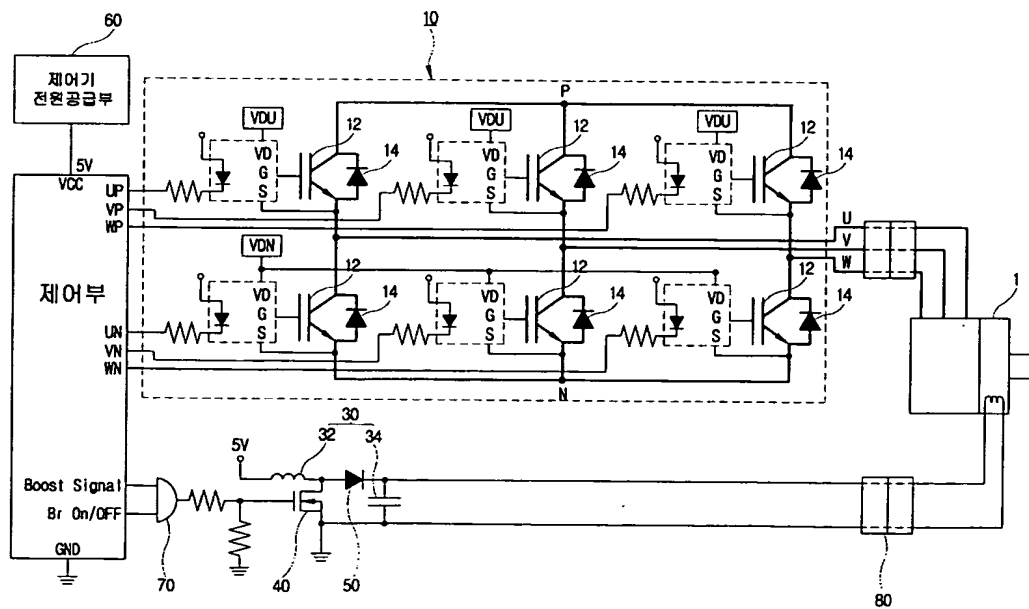 60
제어기
전원공급부
10
P
VDU
12
VDU
12
VDU
12
14
14
14
VD
G
S
VD
G
S
VD
G
S
5V
VCC
UP
VP
WP
제어부
UN
VN
WN
VDN
12
12
12
14
14
14
VD
G
S
VD
G
S
VD
G
S
N
U
V
W
1
30
32
34
5V
Boost Signal
Br On/OFF
GND
70
40
50
80